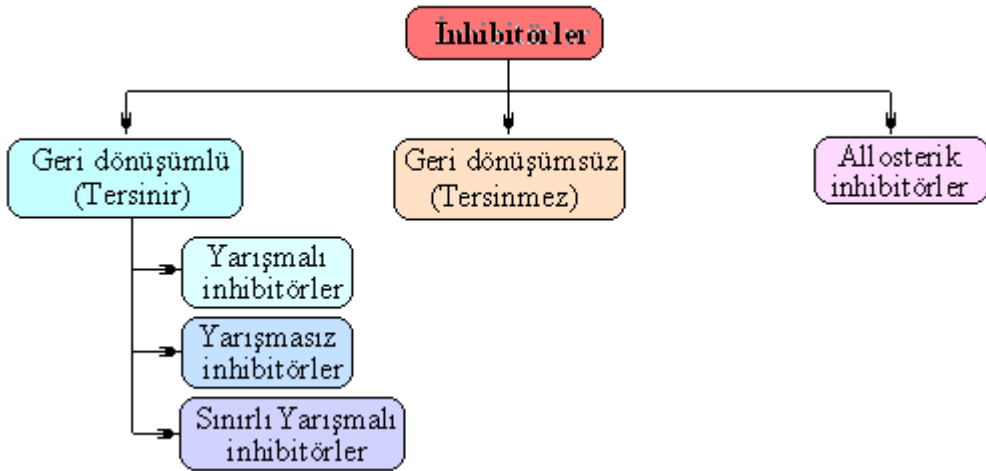 İnhibitörler
Geri dönüşümlü
(Tersinir)
Geri dönüşümsüz
(Tersinmez)
Allosterik
inhibitörler
Yarışmalı
inhibitörler
Yarışmasız
inhibitörler
Sınırlı Yarışmalı
inhibitörler